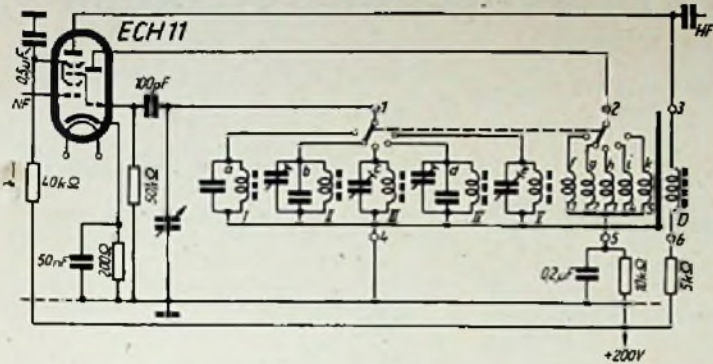 ECH11
HF
0,5µF
100pF
NF
1
2
3
a
b
d
I
II
III
II
40kΩ
50kΩ
D
4
5
6
50nF
200Ω
0,2µF
10kΩ
5kΩ
+200V